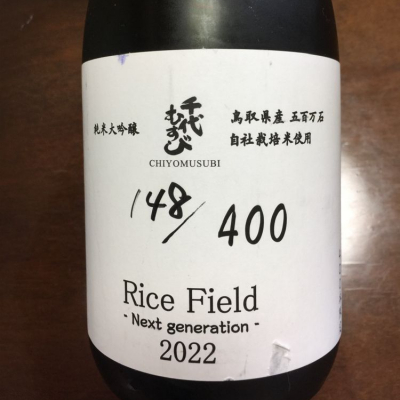 純米大吟醸
千代むすび
CHIYOMUSUBI
鳥取県産 五百万石
自社栽培米使用
148/400
Rice Field
- Next generation -
2022